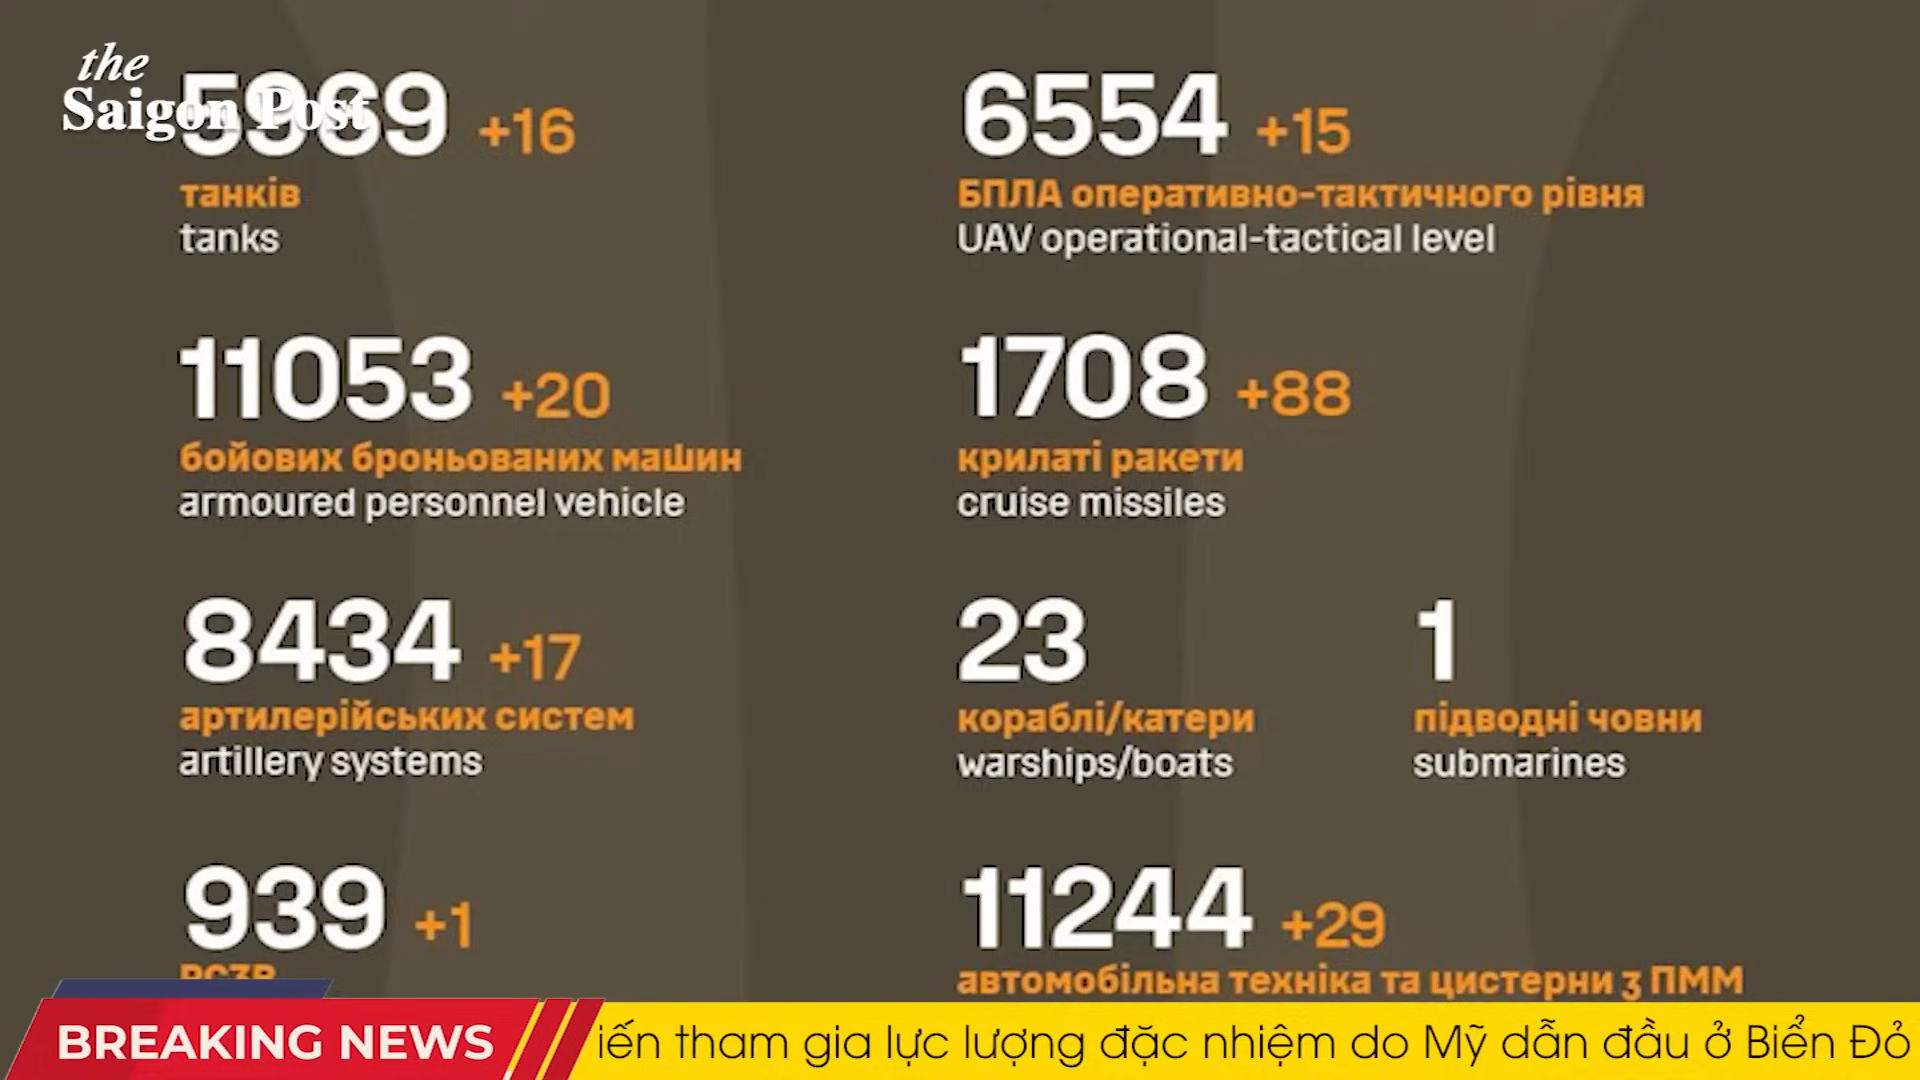 the
Saigon Post
5969 +16
танків
tanks
6554 +15
БПЛА оперативно-тактичного рівня
UAV operational-tactical level
11053 +20
бойових броньованих машин
armoured personnel vehicle
1708 +88
крилаті ракети
cruise missiles
8434 +17
артилерійських систем
artillery systems
23
кораблі/катери
warships/boats
1
підводні човни
submarines
939 +1
РСЗВ
11244 +29
автомобільна техніка та цистерни з ПММ
BREAKING NEWS
iến tham gia lực lượng đặc nhiệm do Mỹ dẫn đầu ở Biển Đỏ